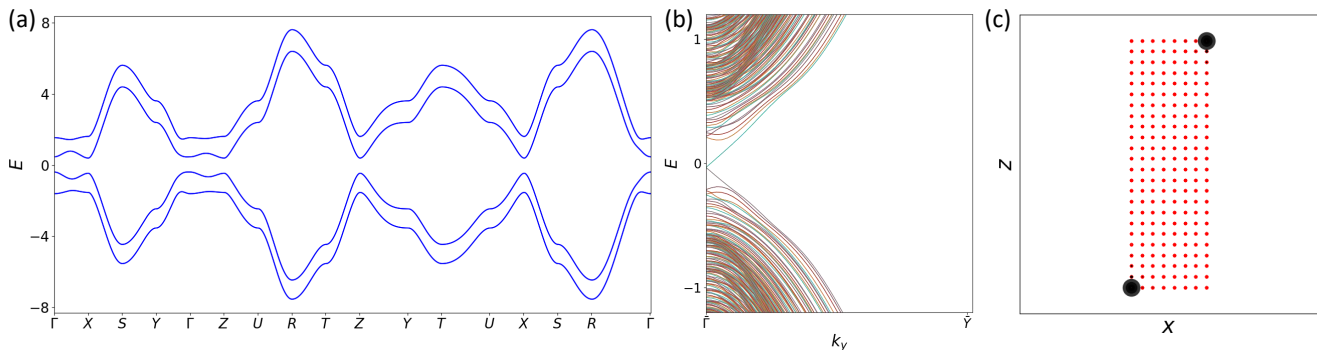 (a)
8
4
0
−4
−8
E
Γ X S Y Γ Z U R T Z Y T U X S R Γ
(b)
1
0
−1
E
Γ̄ Ȳ
k_y
(c)
Z
X